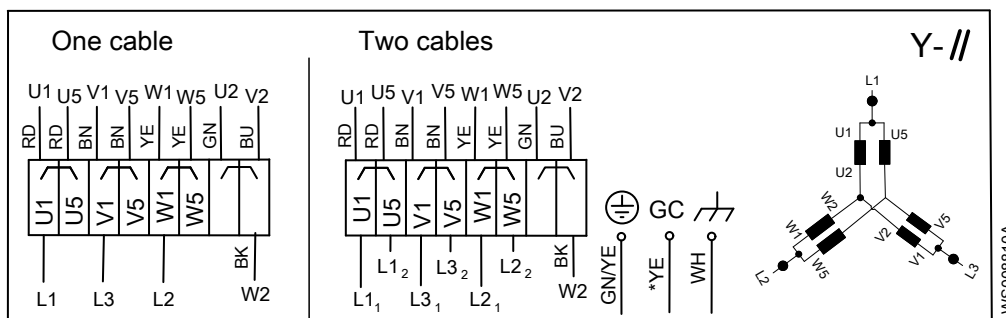 One cable
Two cables
Y-//
U1 U5 V1 V5 W1 W5 U2 V2
RD RD BN BN YE YE GN BU
U1 U5 V1 V5 W1 W5
BK
L1 L3 L2 W2
U1 U5 V1 V5 W1 W5 U2 V2
RD RD BN BN YE YE GN BU
U1 U5 V1 V5 W1 W5
BK
L1₂ L3₂ L2₂
L1₁ L3₁ L2₁ W2
GC
GN/YE *YE WH
L1
U1 U5
U2
W2
W1
W5
V5
V2
V1
L2
L3